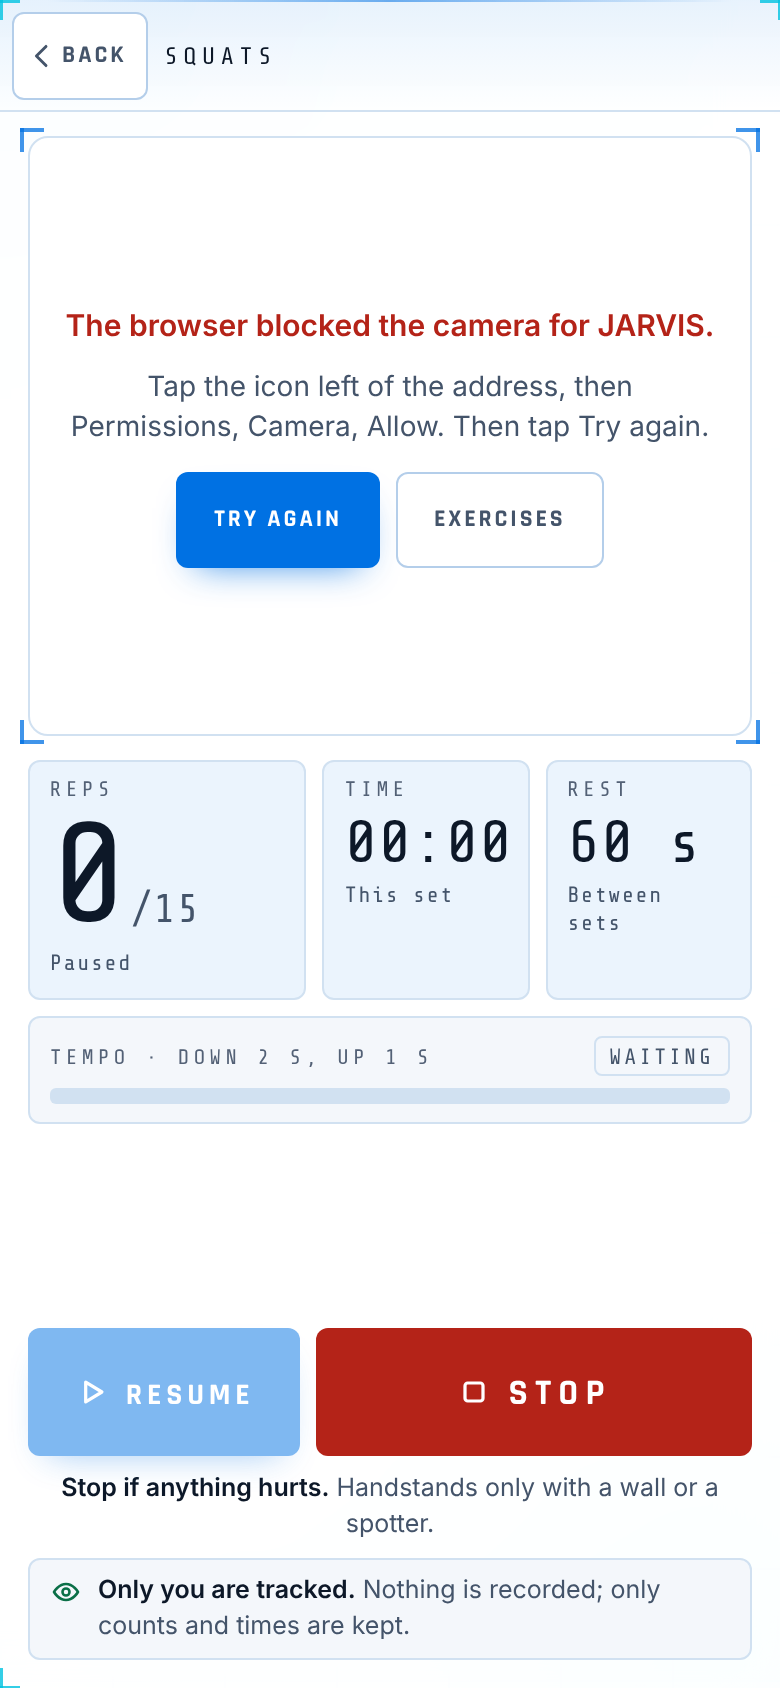 BACK
SQUATS
The browser blocked the camera for JARVIS.
Tap the icon left of the address, then
Permissions, Camera, Allow. Then tap Try again.
TRY AGAIN
EXERCISES
REPS
0/15
Paused
TIME
00:00
This set
REST
60 s
Between
sets
TEMPO · DOWN 2 S, UP 1 S
WAITING
RESUME
STOP
Stop if anything hurts. Handstands only with a wall or a
spotter.
Only you are tracked. Nothing is recorded; only
counts and times are kept.